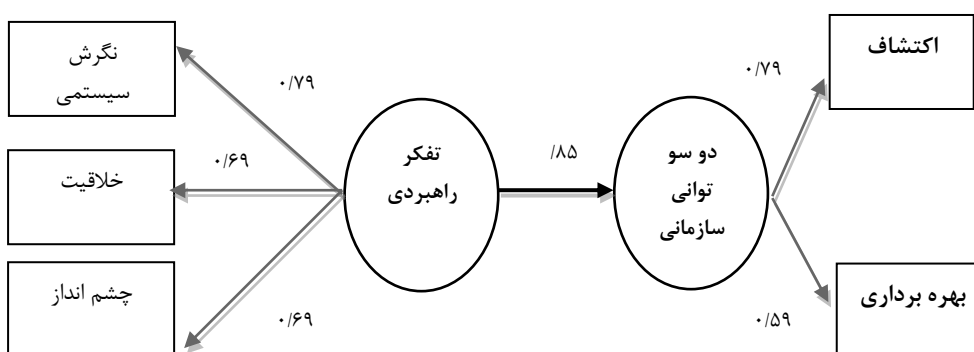 نگرش
سیستمی
۰/۷۹
خلاقیت
۰/۶۹
چشم انداز
۰/۶۹
تفکر
راهبردی
/۸۵
دو سو
توانی
سازمانی
۰/۷۹
اکتشاف
۰/۵۹
بهره برداری